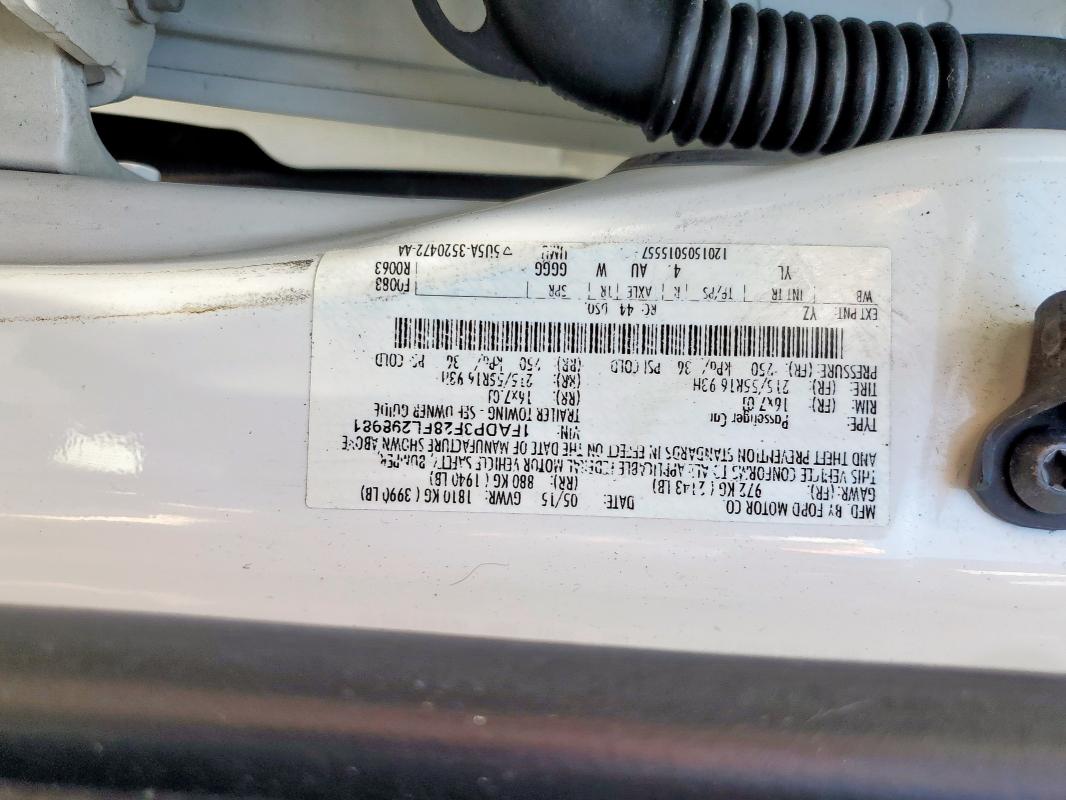 MFD. BY FORD MOTOR CO.
DATE: 05/15 GVWR: 1810 KG ( 3990 LB)
GAWR: (FR) 972 KG ( 2143 LB) (RR): 880 KG ( 1940 LB)
THIS VEHICLE CONFORMS TO ALL APPLICABLE FEDERAL MOTOR VEHICLE SAFETY, BUMPER,
AND THEFT PREVENTION STANDARDS IN EFFECT ON THE DATE OF MANUFACTURE SHOWN ABOVE
VIN: 1FADP3F28FL298981
TYPE: Passenger Car TRAILER TOWING - SEE OWNER GUIDE
RIM: (FR): 16x7.0J (RR): 16x7.0J
TIRE: (FR) 215/55R16 93H (RR): 215/55R16 93H
PRESSURE: (FR): 250 kPa/ 36 PSI COLD (RR): 250 kPa/ 36 PSI COLD
EXT PNT: YZ RC: 44 DSO: F0083
WB INT TR TP/PS R AXLE TR SPR R0063
YL 4 AU W GGGG
1201505015557 UMU 5U5A-3520472-AA